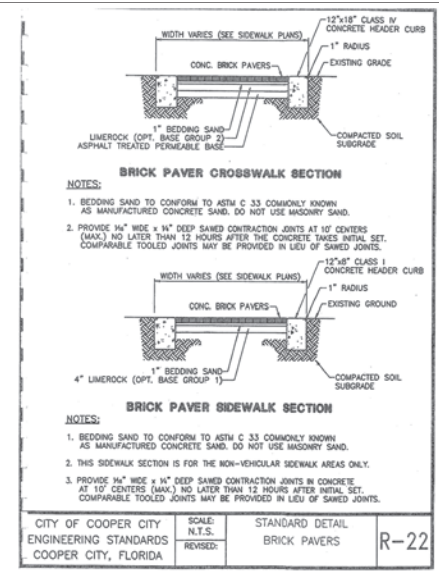 12"x18" CLASS IV
CONCRETE HEADER CURB
WIDTH VARIES (SEE SIDEWALK PLANS)
1" RADIUS
CONC. BRICK PAVERS
EXISTING GRADE
1" BEDDING SAND
LIMEROCK (OPT. BASE GROUP 2)
ASPHALT TREATED PERMEABLE BASE
COMPACTED SOIL
SUBGRADE
BRICK PAVER CROSSWALK SECTION
NOTES:
1. BEDDING SAND TO CONFORM TO ASTM C 33 COMMONLY KNOWN
AS MANUFACTURED CONCRETE SAND. DO NOT USE MASONRY SAND.
2. PROVIDE WIDE x DEEP SAWED CONTRACTION JOINTS AT 10' CENTERS
(MAX.) NO LATER THAN 12 HOURS AFTER THE CONCRETE TAKES INITIAL SET.
COMPARABLE TOOLED JOINTS MAY BE PROVIDED IN LIEU OF SAWED JOINTS.
12"x8" CLASS I
CONCRETE HEADER CURB
WIDTH VARIES (SEE SIDEWALK PLANS)
1" RADIUS
CONC. BRICK PAVERS
EXISTING GROUND
1" BEDDING SAND
4" LIMEROCK (OPT. BASE GROUP 1)
COMPACTED SOIL
SUBGRADE
BRICK PAVER SIDEWALK SECTION
NOTES:
1. BEDDING SAND TO CONFORM TO ASTM C 33 COMMONLY KNOWN
AS MANUFACTURED CONCRETE SAND. DO NOT USE MASONRY SAND.
2. THIS SIDEWALK SECTION IS FOR THE NON-VEHICULAR SIDEWALK AREAS ONLY.
3. PROVIDE WIDE x DEEP SAWED CONTRACTION JOINTS IN CONCRETE
AT 10' CENTERS (MAX.) NO LATER THAN 12 HOURS AFTER INITIAL SET.
COMPARABLE TOOLED JOINTS MAY BE PROVIDED IN LIEU OF SAWED JOINTS.
CITY OF COOPER CITY
ENGINEERING STANDARDS
COOPER CITY, FLORIDA
SCALE:
N.T.S.
REVISED:
STANDARD DETAIL
BRICK PAVERS
R-22